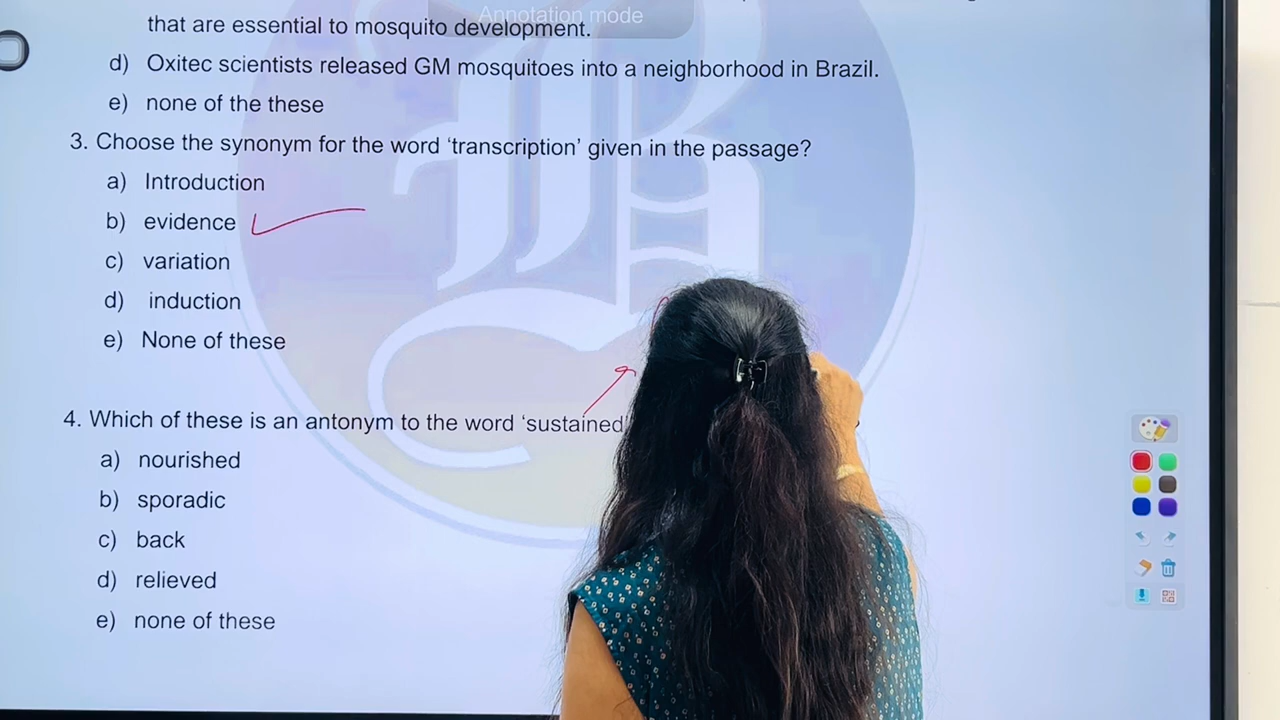 Annotation mode
that are essential to mosquito development.
d) Oxitec scientists released GM mosquitoes into a neighborhood in Brazil.
e) none of the these
3. Choose the synonym for the word ‘transcription’ given in the passage?
a) Introduction
b) evidence
c) variation
d) induction
e) None of these
4. Which of these is an antonym to the word ‘sustained’
a) nourished
b) sporadic
c) back
d) relieved
e) none of these